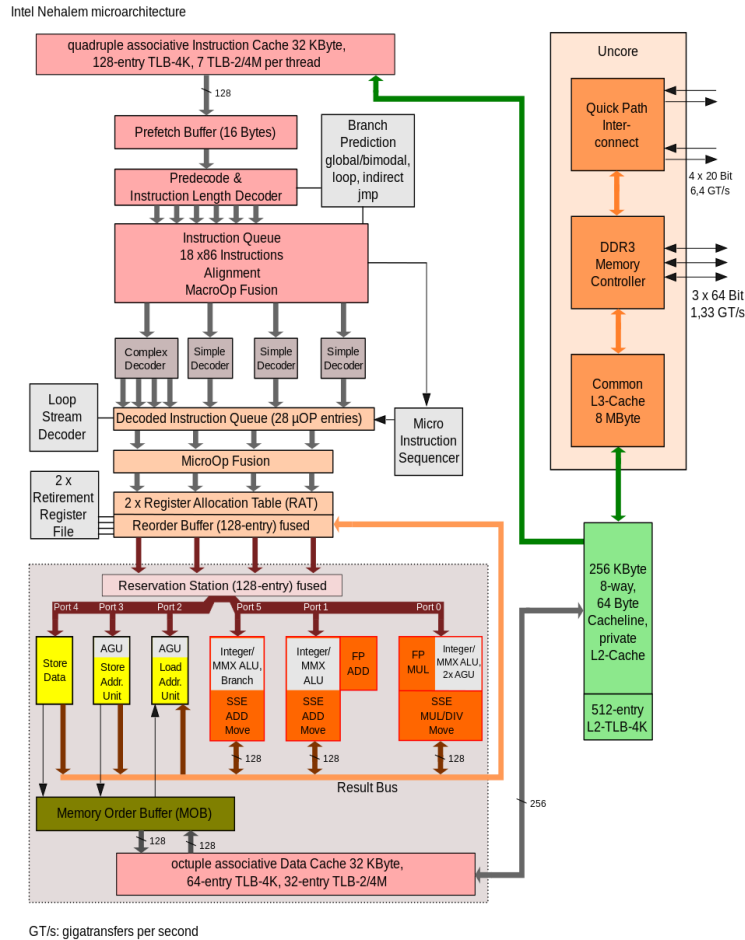 Intel Nehalem microarchitecture
quadruple associative Instruction Cache 32 KByte,
128-entry TLB-4K, 7 TLB-2/4M per thread
128
Prefetch Buffer (16 Bytes)
Branch
Prediction
global/bimodal,
loop, indirect
jmp
Predecode &
Instruction Length Decoder
Instruction Queue
18 x86 Instructions
Alignment
MacroOp Fusion
Complex
Decoder
Simple
Decoder
Simple
Decoder
Simple
Decoder
Loop
Stream
Decoder
Decoded Instruction Queue (28 µOP entries)
Micro
Instruction
Sequencer
MicroOp Fusion
2 x
Retirement
Register
File
2 x Register Allocation Table (RAT)
Reorder Buffer (128-entry) fused
Reservation Station (128-entry) fused
Port 4
Port 3
Port 2
Port 5
Port 1
Port 0
Store
Data
AGU
Store
Addr.
Unit
AGU
Load
Addr.
Unit
Integer/
MMX ALU,
Branch
SSE
ADD
Move
Integer/
MMX
ALU
FP
ADD
SSE
ADD
Move
FP
MUL
Integer/
MMX ALU,
2x AGU
SSE
MUL/DIV
Move
128
128
128
Result Bus
Memory Order Buffer (MOB)
128
128
octuple associative Data Cache 32 KByte,
64-entry TLB-4K, 32-entry TLB-2/4M
256
Uncore
Quick Path
Inter-
connect
4 x 20 Bit
6,4 GT/s
DDR3
Memory
Controller
3 x 64 Bit
1,33 GT/s
Common
L3-Cache
8 MByte
256 KByte
8-way,
64 Byte
Cacheline,
private
L2-Cache
512-entry
L2-TLB-4K
GT/s: gigatransfers per second